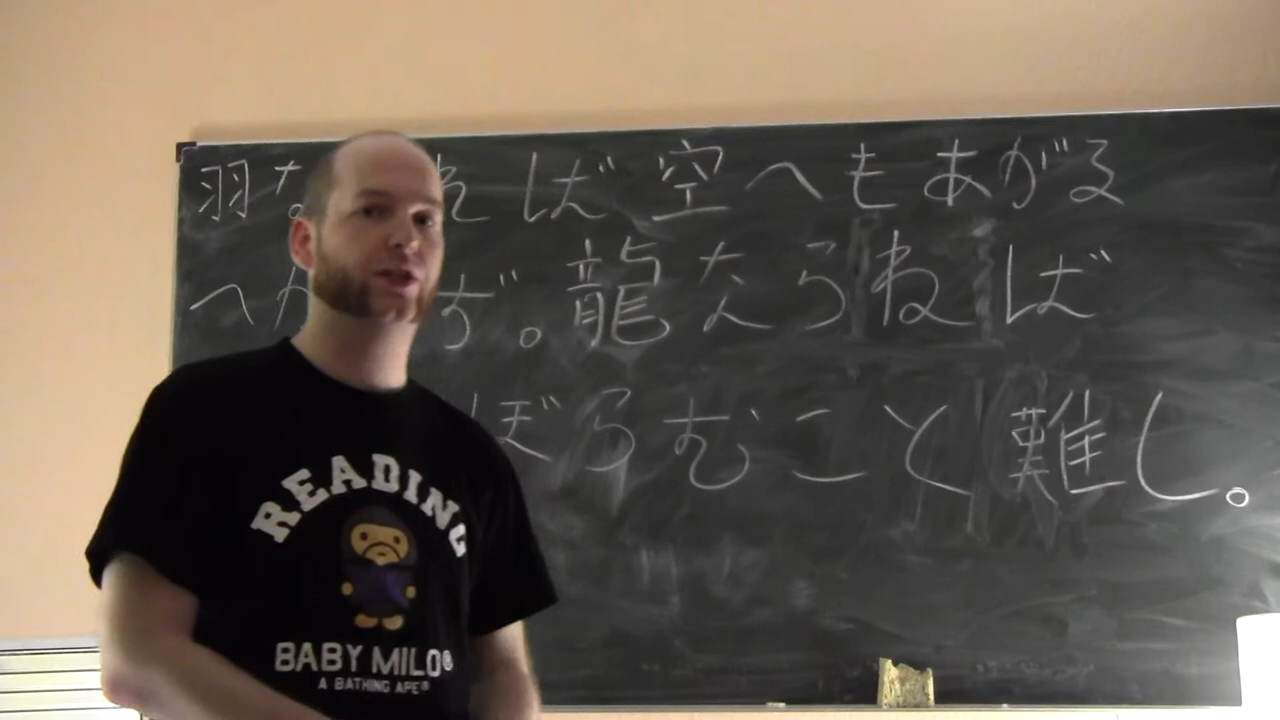 羽な れば空へもあがる
へか ず。龍ならねば
ぼらむこと難し。
READING
BABY MILO®
A BATHING APE®